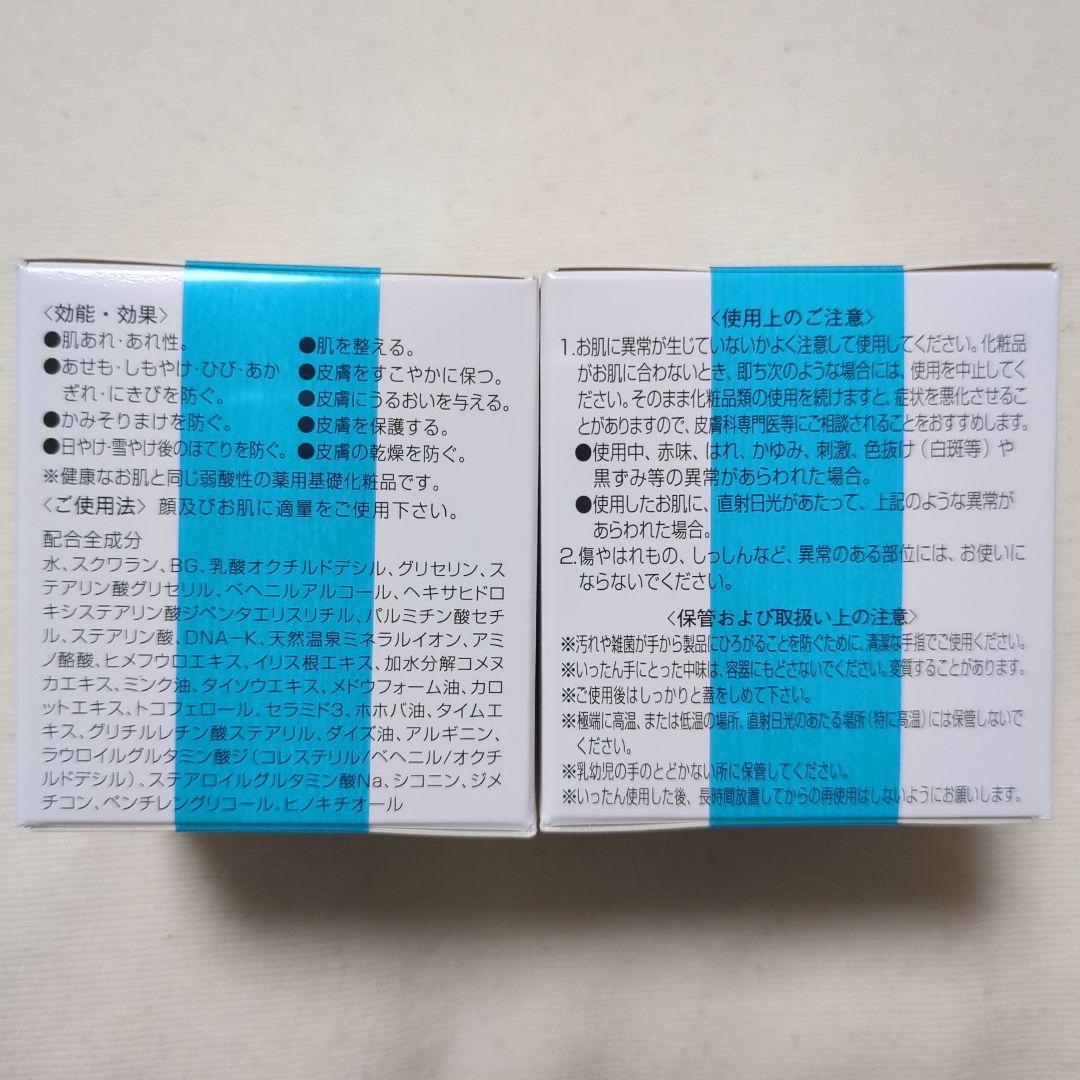 〈効能・効果〉
●肌あれ・あれ性。
●あせも・しもやけ・ひび・あか
ぎれ・にきびを防ぐ。
●かみそりまけを防ぐ。
●日やけ・雪やけ後のほてりを防ぐ。
●肌を整える。
●皮膚をすこやかに保つ。
●皮膚にうるおいを与える。
●皮膚を保護する。
●皮膚の乾燥を防ぐ。
※健康なお肌と同じ弱酸性の薬用基礎化粧品です。
〈ご使用法〉顔及びお肌に適量をご使用下さい。
配合全成分
水、スクワラン、BG、乳酸オクチルドデシル、グリセリン、ス
テアリン酸グリセリル、ベヘニルアルコール、ヘキサヒドロ
キシステアリン酸ジペンタエリスリチル、パルミチン酸セチ
ル、ステアリン酸、DNA-K、天然温泉ミネラルイオン、アミ
ノ酪酸、ヒメフウロエキス、イリス根エキス、加水分解コメヌ
カエキス、ミンク油、タイソウエキス、メドウフォーム油、カロ
ットエキス、トコフェロール、セラミド3、ホホバ油、タイムエ
キス、グリチルレチン酸ステアリル、ダイズ油、アルギニン、
ラウロイルグルタミン酸ジ(コレステリル/ベヘニル/オクチ
ルドデシル)、ステアロイルグルタミン酸Na、シコニン、ジメ
チコン、ペンチレングリコール、ヒノキチオール
〈使用上のご注意〉
1.お肌に異常が生じていないかよく注意して使用してください。化粧品
がお肌に合わないとき、即ち次のような場合には、使用を中止してく
ださい。そのまま化粧品類の使用を続けますと、症状を悪化させるこ
とがありますので、皮膚科専門医等にご相談されることをおすすめします。
●使用中、赤味、はれ、かゆみ、刺激、色抜け(白斑等)や
黒ずみ等の異常があらわれた場合。
●使用したお肌に、直射日光があたって、上記のような異常が
あらわれた場合。
2.傷やはれもの、しっしんなど、異常のある部位には、お使いに
ならないでください。
〈保管および取扱い上の注意〉
※汚れや雑菌が手から製品にひろがることを防ぐために、清潔な手指でご使用ください。
※いったん手にとった中味は、容器にもどさないでください。変質することがあります。
※ご使用後はしっかりと蓋をしめて下さい。
※極端に高温、または低温の場所、直射日光のあたる場所(特に高温)には保管しないで
ください。
※乳幼児の手のとどかない所に保管してください。
※いったん使用した後、長時間放置してからの再使用はしないようにお願いします。